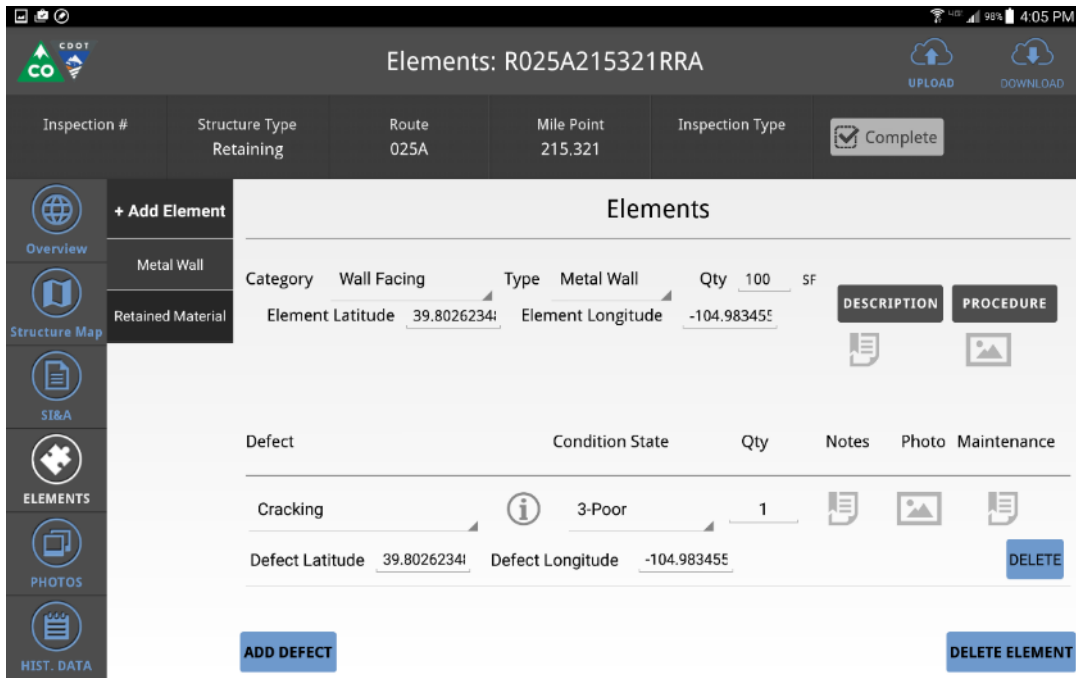 98% 4:05 PM
CDOT
CO
Elements: R025A215321RRA
UPLOAD
DOWNLOAD
Inspection # Structure Type Route Mile Point Inspection Type
Retaining 025A 215.321
Complete
Overview
Structure Map
SI&A
ELEMENTS
PHOTOS
HIST. DATA
+ Add Element
Metal Wall
Retained Material
Elements
Category Wall Facing Type Metal Wall Qty 100 SF
Element Latitude 39.8026234 Element Longitude -104.983455
DESCRIPTION PROCEDURE
Defect Condition State Qty Notes Photo Maintenance
Cracking 3-Poor 1
Defect Latitude 39.8026234 Defect Longitude -104.983455
DELETE
ADD DEFECT DELETE ELEMENT